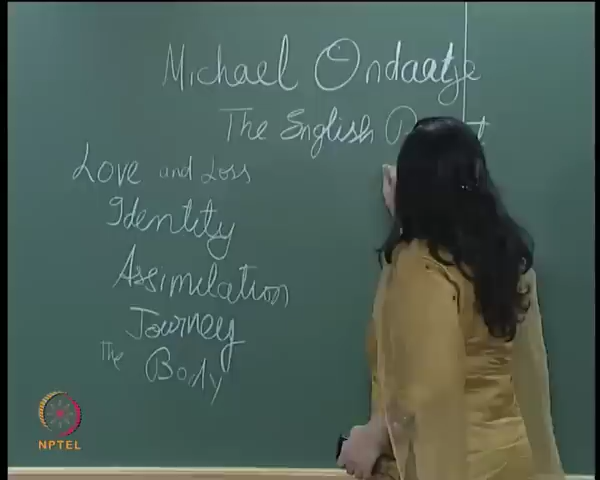 Michael Ondaatje
The English
Love and Loss
Identity
Assimilation
Journey
The Body
NPTEL